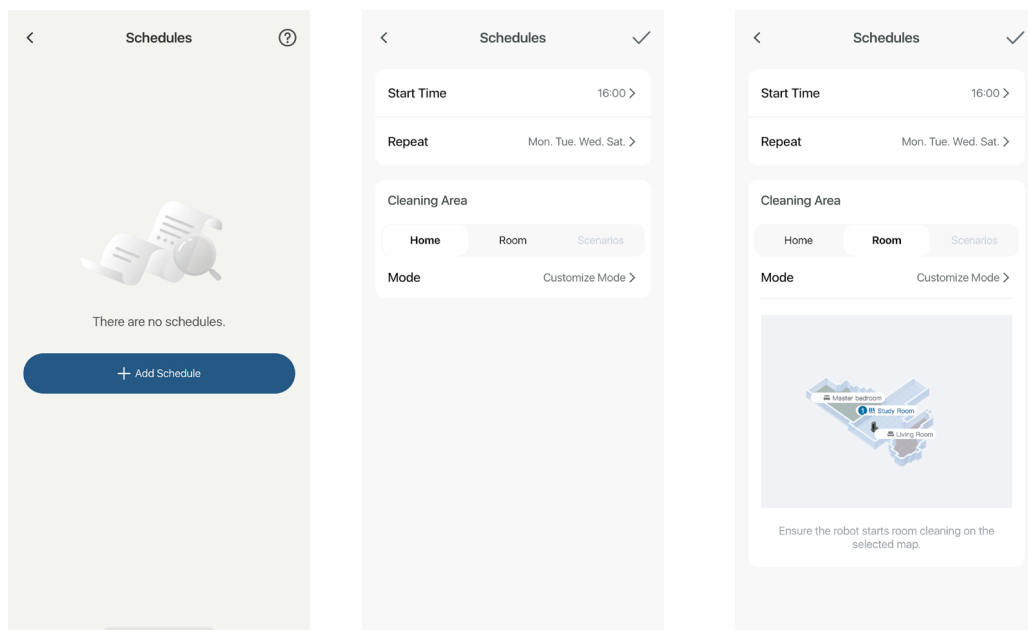 Schedules
There are no schedules.
Add Schedule
Schedules
Start Time 16:00
Repeat Mon. Tue. Wed. Sat.
Cleaning Area
Home Room Scenarios
Mode Customize Mode
Schedules
Start Time 16:00
Repeat Mon. Tue. Wed. Sat.
Cleaning Area
Home Room Scenarios
Mode Customize Mode
Master bedroom
1 Study Room
Living Room
Ensure the robot starts room cleaning on the
selected map.